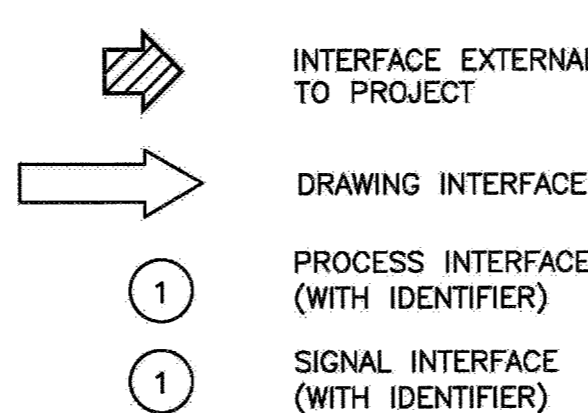 INTERFACE EXTERNAL
TO PROJECT
DRAWING INTERFACE
1
PROCESS INTERFACE
(WITH IDENTIFIER)
1
SIGNAL INTERFACE
(WITH IDENTIFIER)